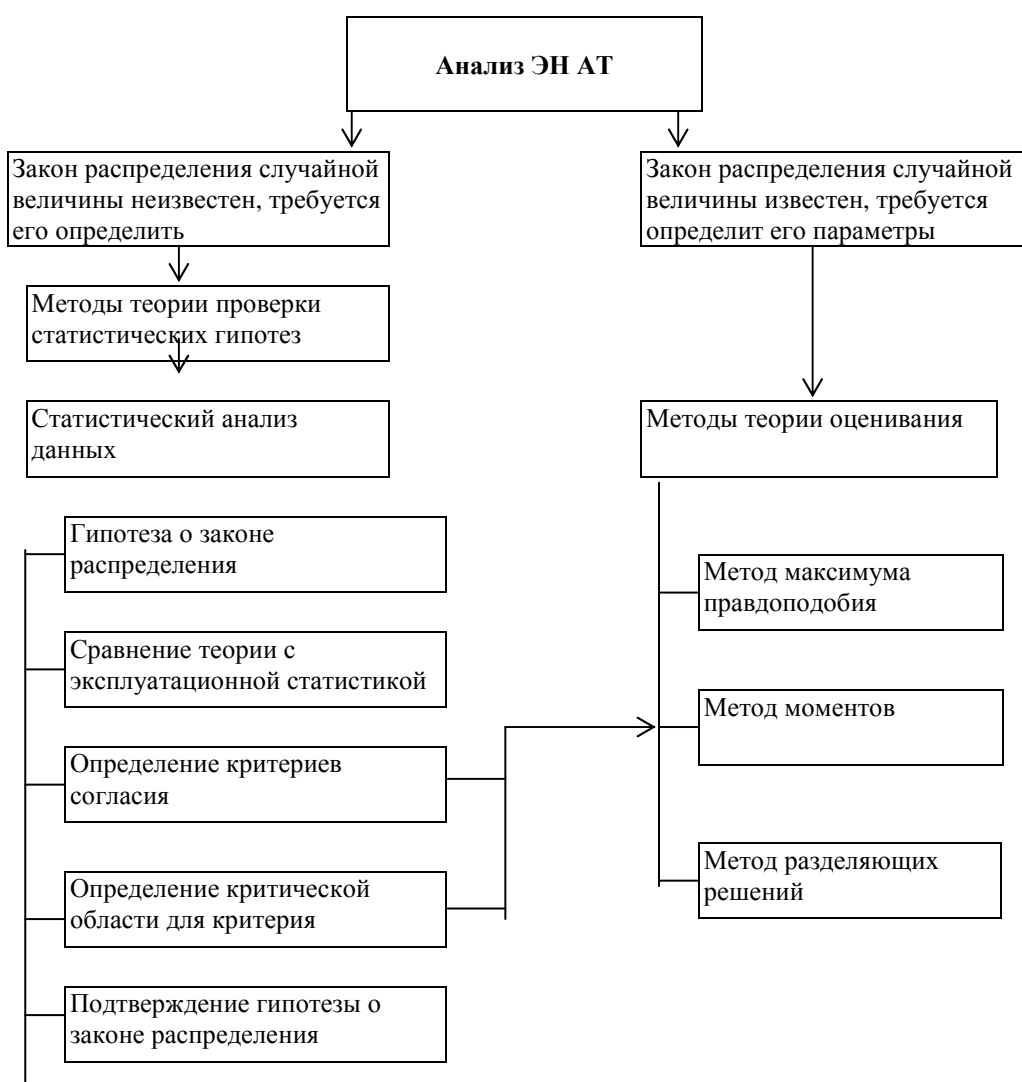 Анализ ЭН АТ
Закон распределения случайной
величины неизвестен, требуется
его определить
Закон распределения случайной
величины известен, требуется
определит его параметры
Методы теории проверки
статистических гипотез
Статистический анализ
данных
Методы теории оценивания
Гипотеза о законе
распределения
Сравнение теории с
эксплуатационной статистикой
Определение критериев
согласия
Определение критической
области для критерия
Подтверждение гипотезы о
законе распределения
Метод максимума
правдоподобия
Метод моментов
Метод разделяющих
решений